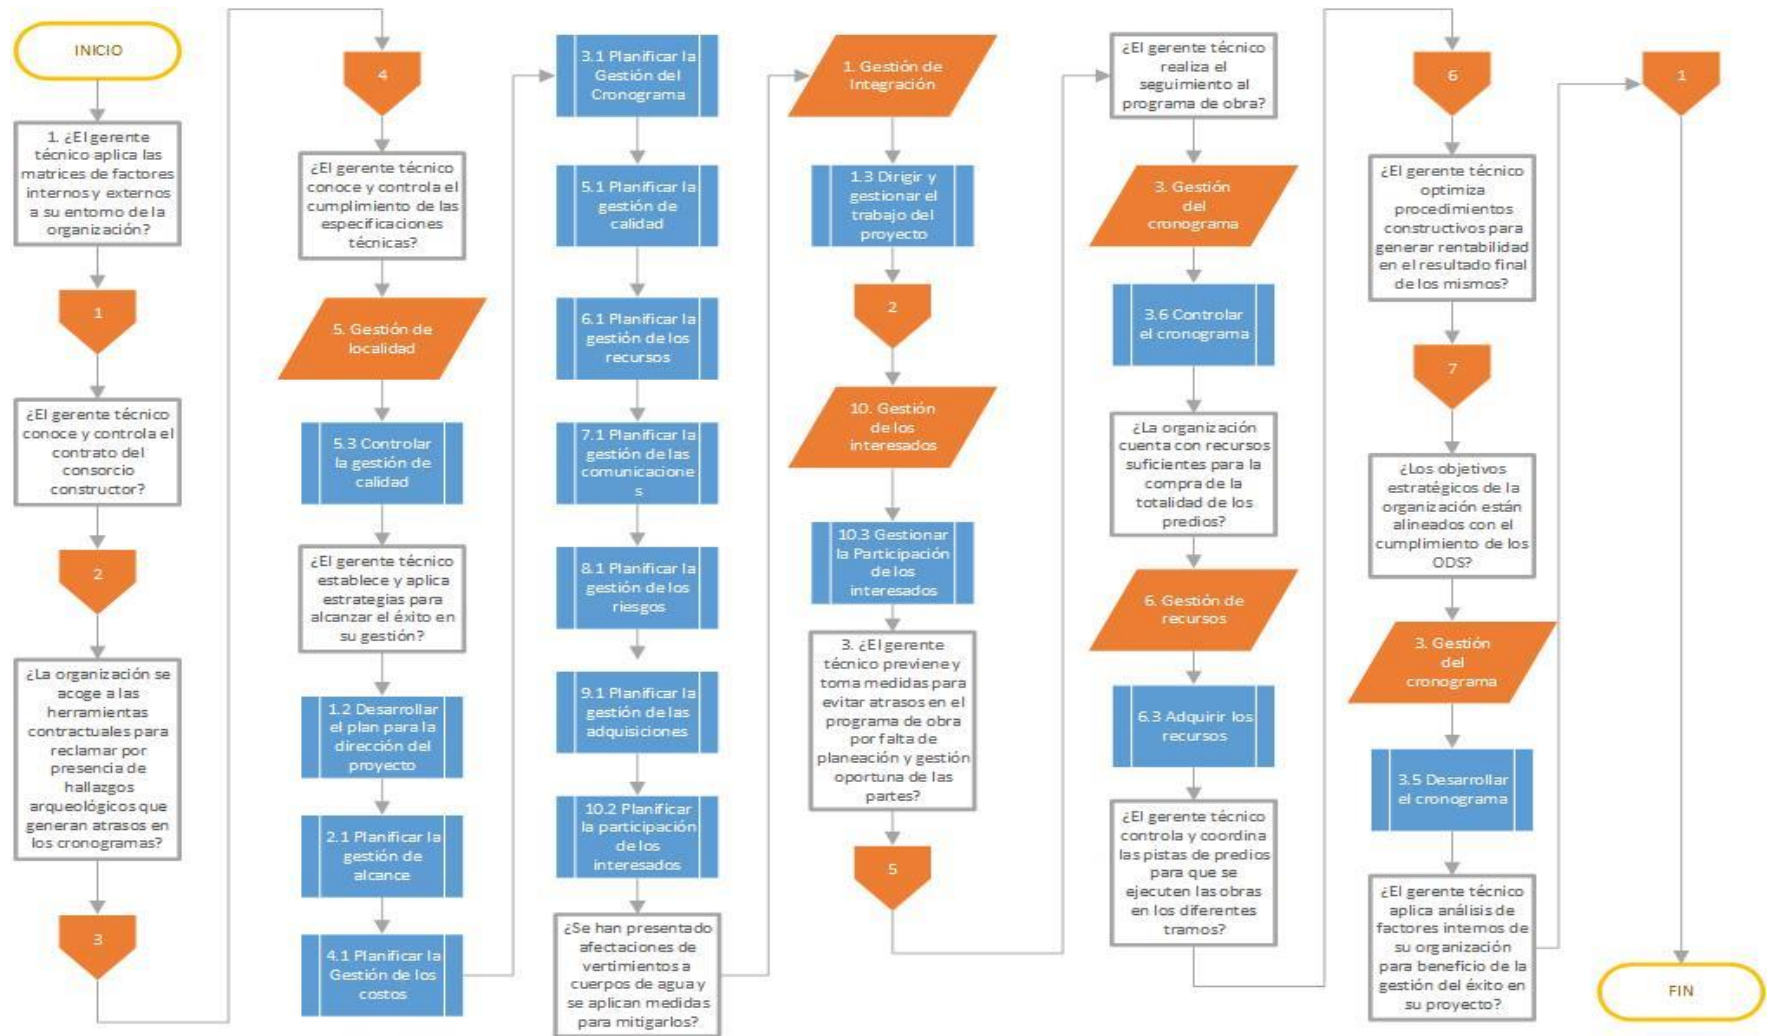 INICIO
1. ¿El gerente
técnico aplica las
matrices de factores
internos y externos
a su entorno de la
organización?
1
¿El gerente técnico
conoce y controla el
contrato del
consorcio
constructor?
2
¿La organización se
acoge a las
herramientas
contractuales para
reclamar por
presencia de
hallazgos
arqueológicos que
generan atrasos en
los cronogramas?
3
4
¿El gerente técnico
conoce y controla el
cumplimiento de las
especificaciones
técnicas?
5. Gestión de
localidad
5.3 Controlar
la gestión de
calidad
¿El gerente técnico
establece y aplica
estrategias para
alcanzar el éxito en
su gestión?
1.2 Desarrollar
el plan para la
dirección del
proyecto
2.1 Planificar la
gestión de
alcance
4.1 Planificar la
Gestión de los
costos
3.1 Planificar la
Gestión del
Cronograma
5.1 Planificar la
gestión de
calidad
6.1 Planificar la
gestión de los
recursos
7.1 Planificar la
gestión de las
comunicacione
s
8.1 Planificar la
gestión de los
riesgos
9.1 Planificar la
gestión de las
adquisiciones
10.2 Planificar
la participación
de los
interesados
¿Se han presentado
afectaciones de
vertimientos a
cuerpos de agua y
se aplican medidas
para mitigarlos?
1. Gestión de
Integración
1.3 Dirigir y
gestionar el
trabajo del
proyecto
2
10. Gestión
de los
interesados
10.3 Gestionar
la Participación
de los
interesados
3. ¿El gerente
técnico previene y
toma medidas para
evitar atrasos en el
programa de obra
por falta de
planeación y gestión
oportuna de las
partes?
5
¿El gerente técnico
realiza el
seguimiento al
programa de obra?
3. Gestión
del
cronograma
3.6 Controlar
el cronograma
¿La organización
cuenta con recursos
suficientes para la
compra de la
totalidad de los
predios?
6. Gestión de
recursos
6.3 Adquirir los
recursos
¿El gerente técnico
controla y coordina
las pistas de predios
para que se
ejecuten las obras
en los diferentes
tramos?
6
¿El gerente técnico
optimiza
procedimientos
constructivos para
generar rentabilidad
en el resultado final
de los mismos?
7
¿Los objetivos
estratégicos de la
organización están
alineados con el
cumplimiento de los
ODS?
3. Gestión
del
cronograma
3.5 Desarrollar
el cronograma
¿El gerente técnico
aplica análisis de
factores internos de
su organización
para beneficio de la
gestión del éxito en
su proyecto?
1
FIN